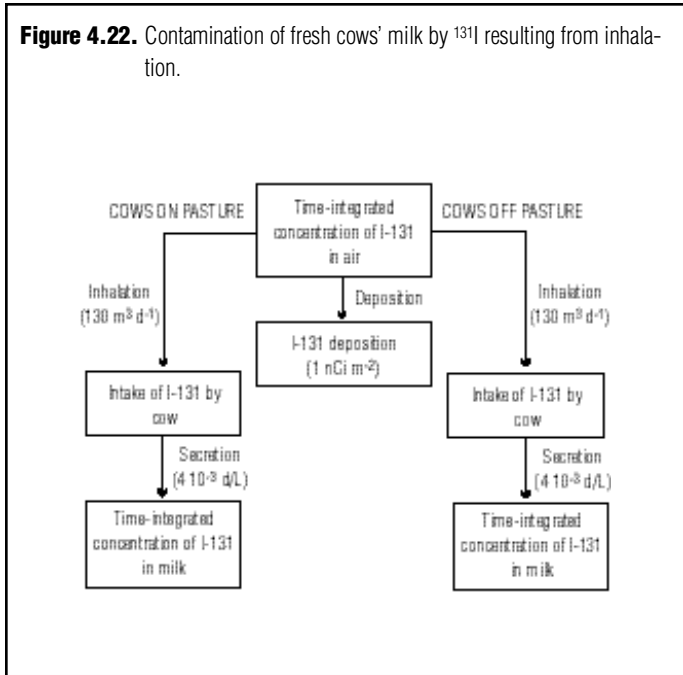 Figure 4.22. Contamination of fresh cows' milk by ¹³¹I resulting from inhala-
tion.
COWS ON PASTURE
Time-integrated
concentration of I-131
in air
COWS OFF PASTURE
Inhalation
(130 m³ d⁻¹)
Deposition
Inhalation
(130 m³ d⁻¹)
I-131 deposition
(1 nCi m⁻²)
Intake of I-131 by
cow
Intake of I-131 by
cow
Secretion
(4 10⁻³ d/L)
Secretion
(4 10⁻³ d/L)
Time-integrated
concentration of I-131
in milk
Time-integrated
concentration of I-131
in milk